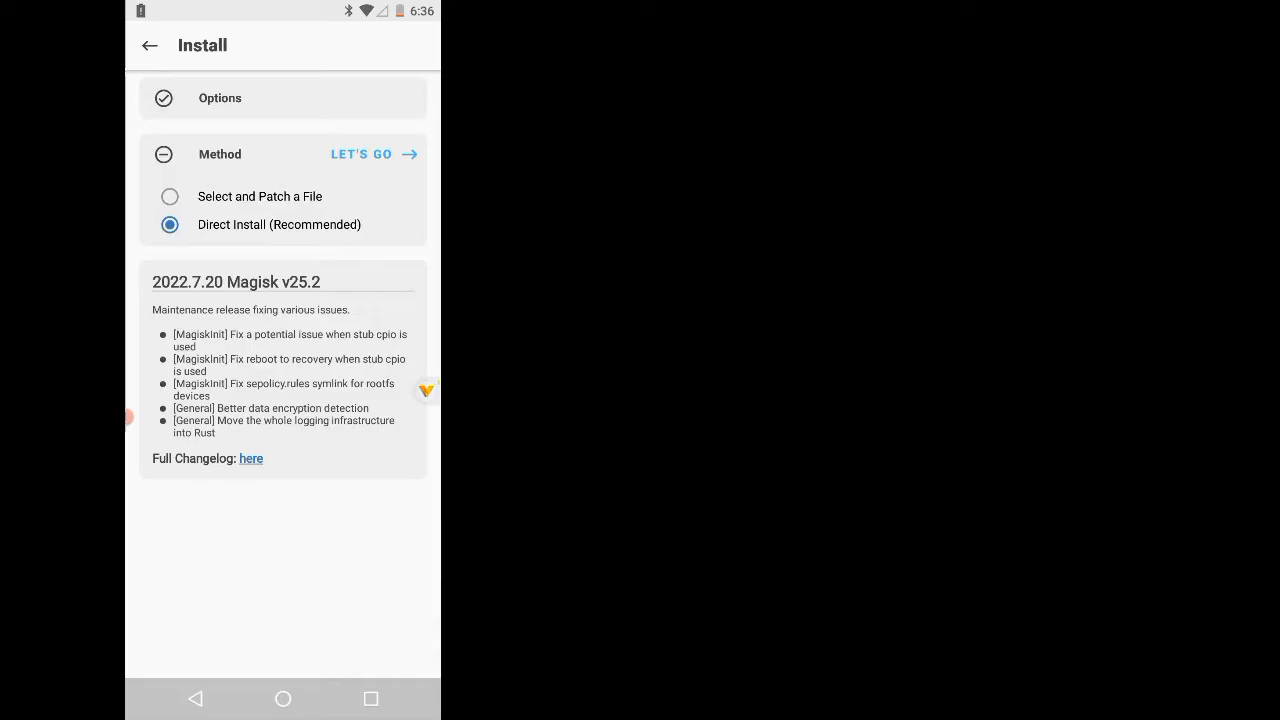 6:36
Install
Options
Method LET'S GO
Select and Patch a File
Direct Install (Recommended)
2022.7.20 Magisk v25.2
Maintenance release fixing various issues.
[MagiskInit] Fix a potential issue when stub cpio is
used
[MagiskInit] Fix reboot to recovery when stub cpio
is used
[MagiskInit] Fix sepolicy.rules symlink for rootfs
devices
[General] Better data encryption detection
[General] Move the whole logging infrastructure
into Rust
Full Changelog: here